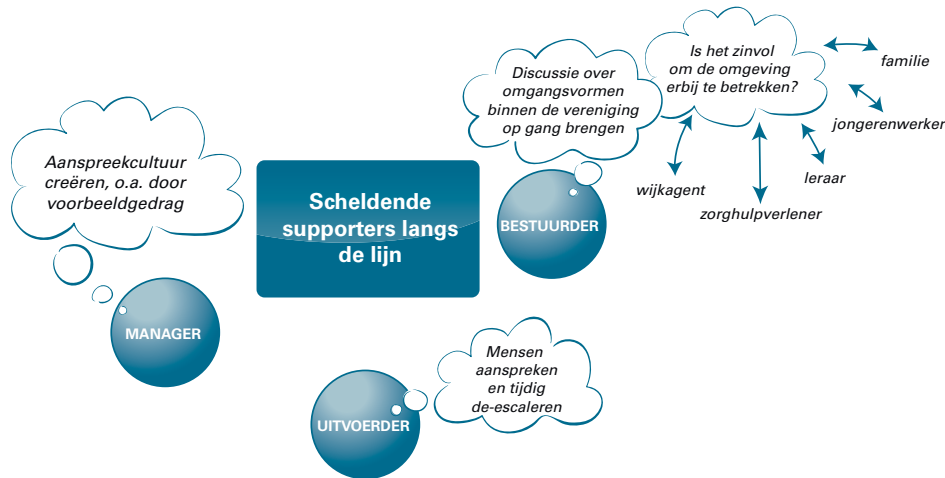 Is het zinvol
om de omgeving
erbij te betrekken?
familie
jongerenwerker
leraar
zorghulpverlener
wijkagent
Discussie over
omgangsvormen
binnen de vereniging
op gang brengen
BESTUURDER
Aanspreekcultuur
creëren, o.a. door
voorbeeldgedrag
MANAGER
Scheldende
supporters langs
de lijn
Mensen
aanspreken
en tijdig
de-escaleren
UITVOERDER